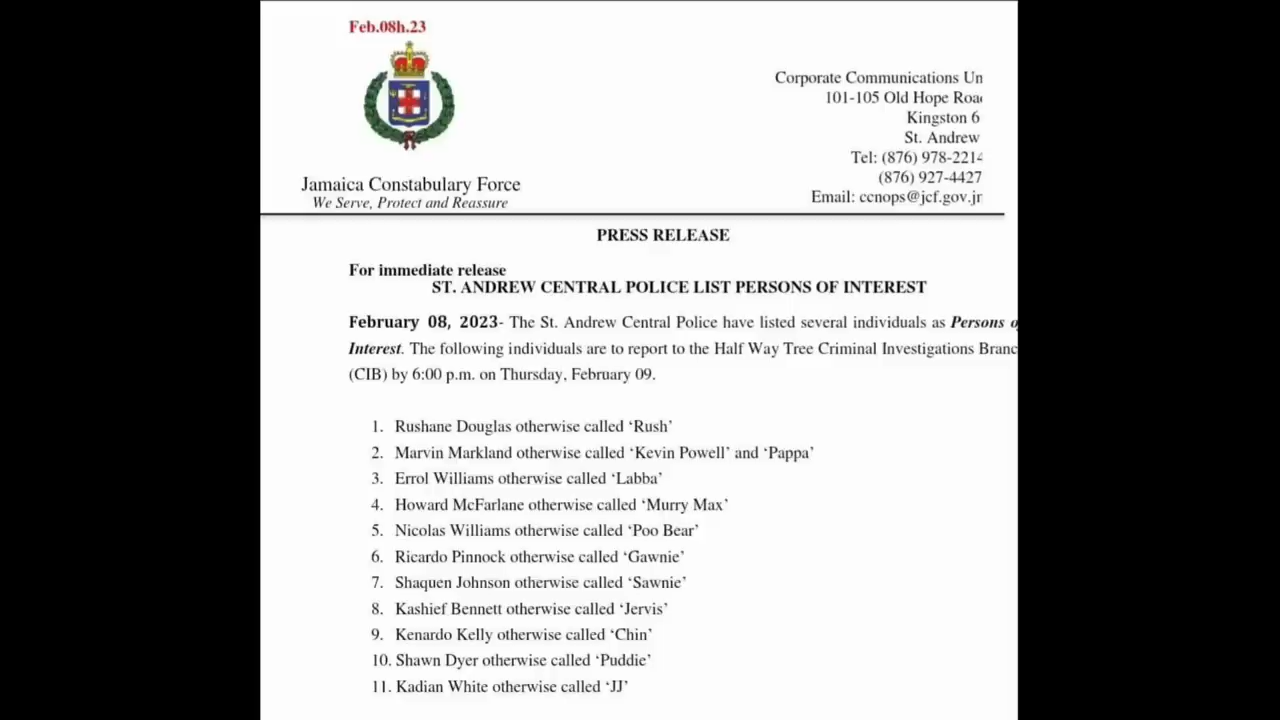 Feb.08h.23
Corporate Communications Un
101-105 Old Hope Road
Kingston 6
St. Andrew
Tel: (876) 978-2214
(876) 927-4427
Email: ccnops@jcf.gov.jm
Jamaica Constabulary Force
We Serve, Protect and Reassure
PRESS RELEASE
For immediate release
ST. ANDREW CENTRAL POLICE LIST PERSONS OF INTEREST
February 08, 2023- The St. Andrew Central Police have listed several individuals as Persons of
Interest. The following individuals are to report to the Half Way Tree Criminal Investigations Branc
(CIB) by 6:00 p.m. on Thursday, February 09.
1. Rushane Douglas otherwise called ‘Rush’
2. Marvin Markland otherwise called ‘Kevin Powell’ and ‘Pappa’
3. Errol Williams otherwise called ‘Labba’
4. Howard McFarlane otherwise called ‘Murry Max’
5. Nicolas Williams otherwise called ‘Poo Bear’
6. Ricardo Pinnock otherwise called ‘Gawnie’
7. Shaquen Johnson otherwise called ‘Sawnie’
8. Kashief Bennett otherwise called ‘Jervis’
9. Kenardo Kelly otherwise called ‘Chin’
10. Shawn Dyer otherwise called ‘Puddie’
11. Kadian White otherwise called ‘JJ’